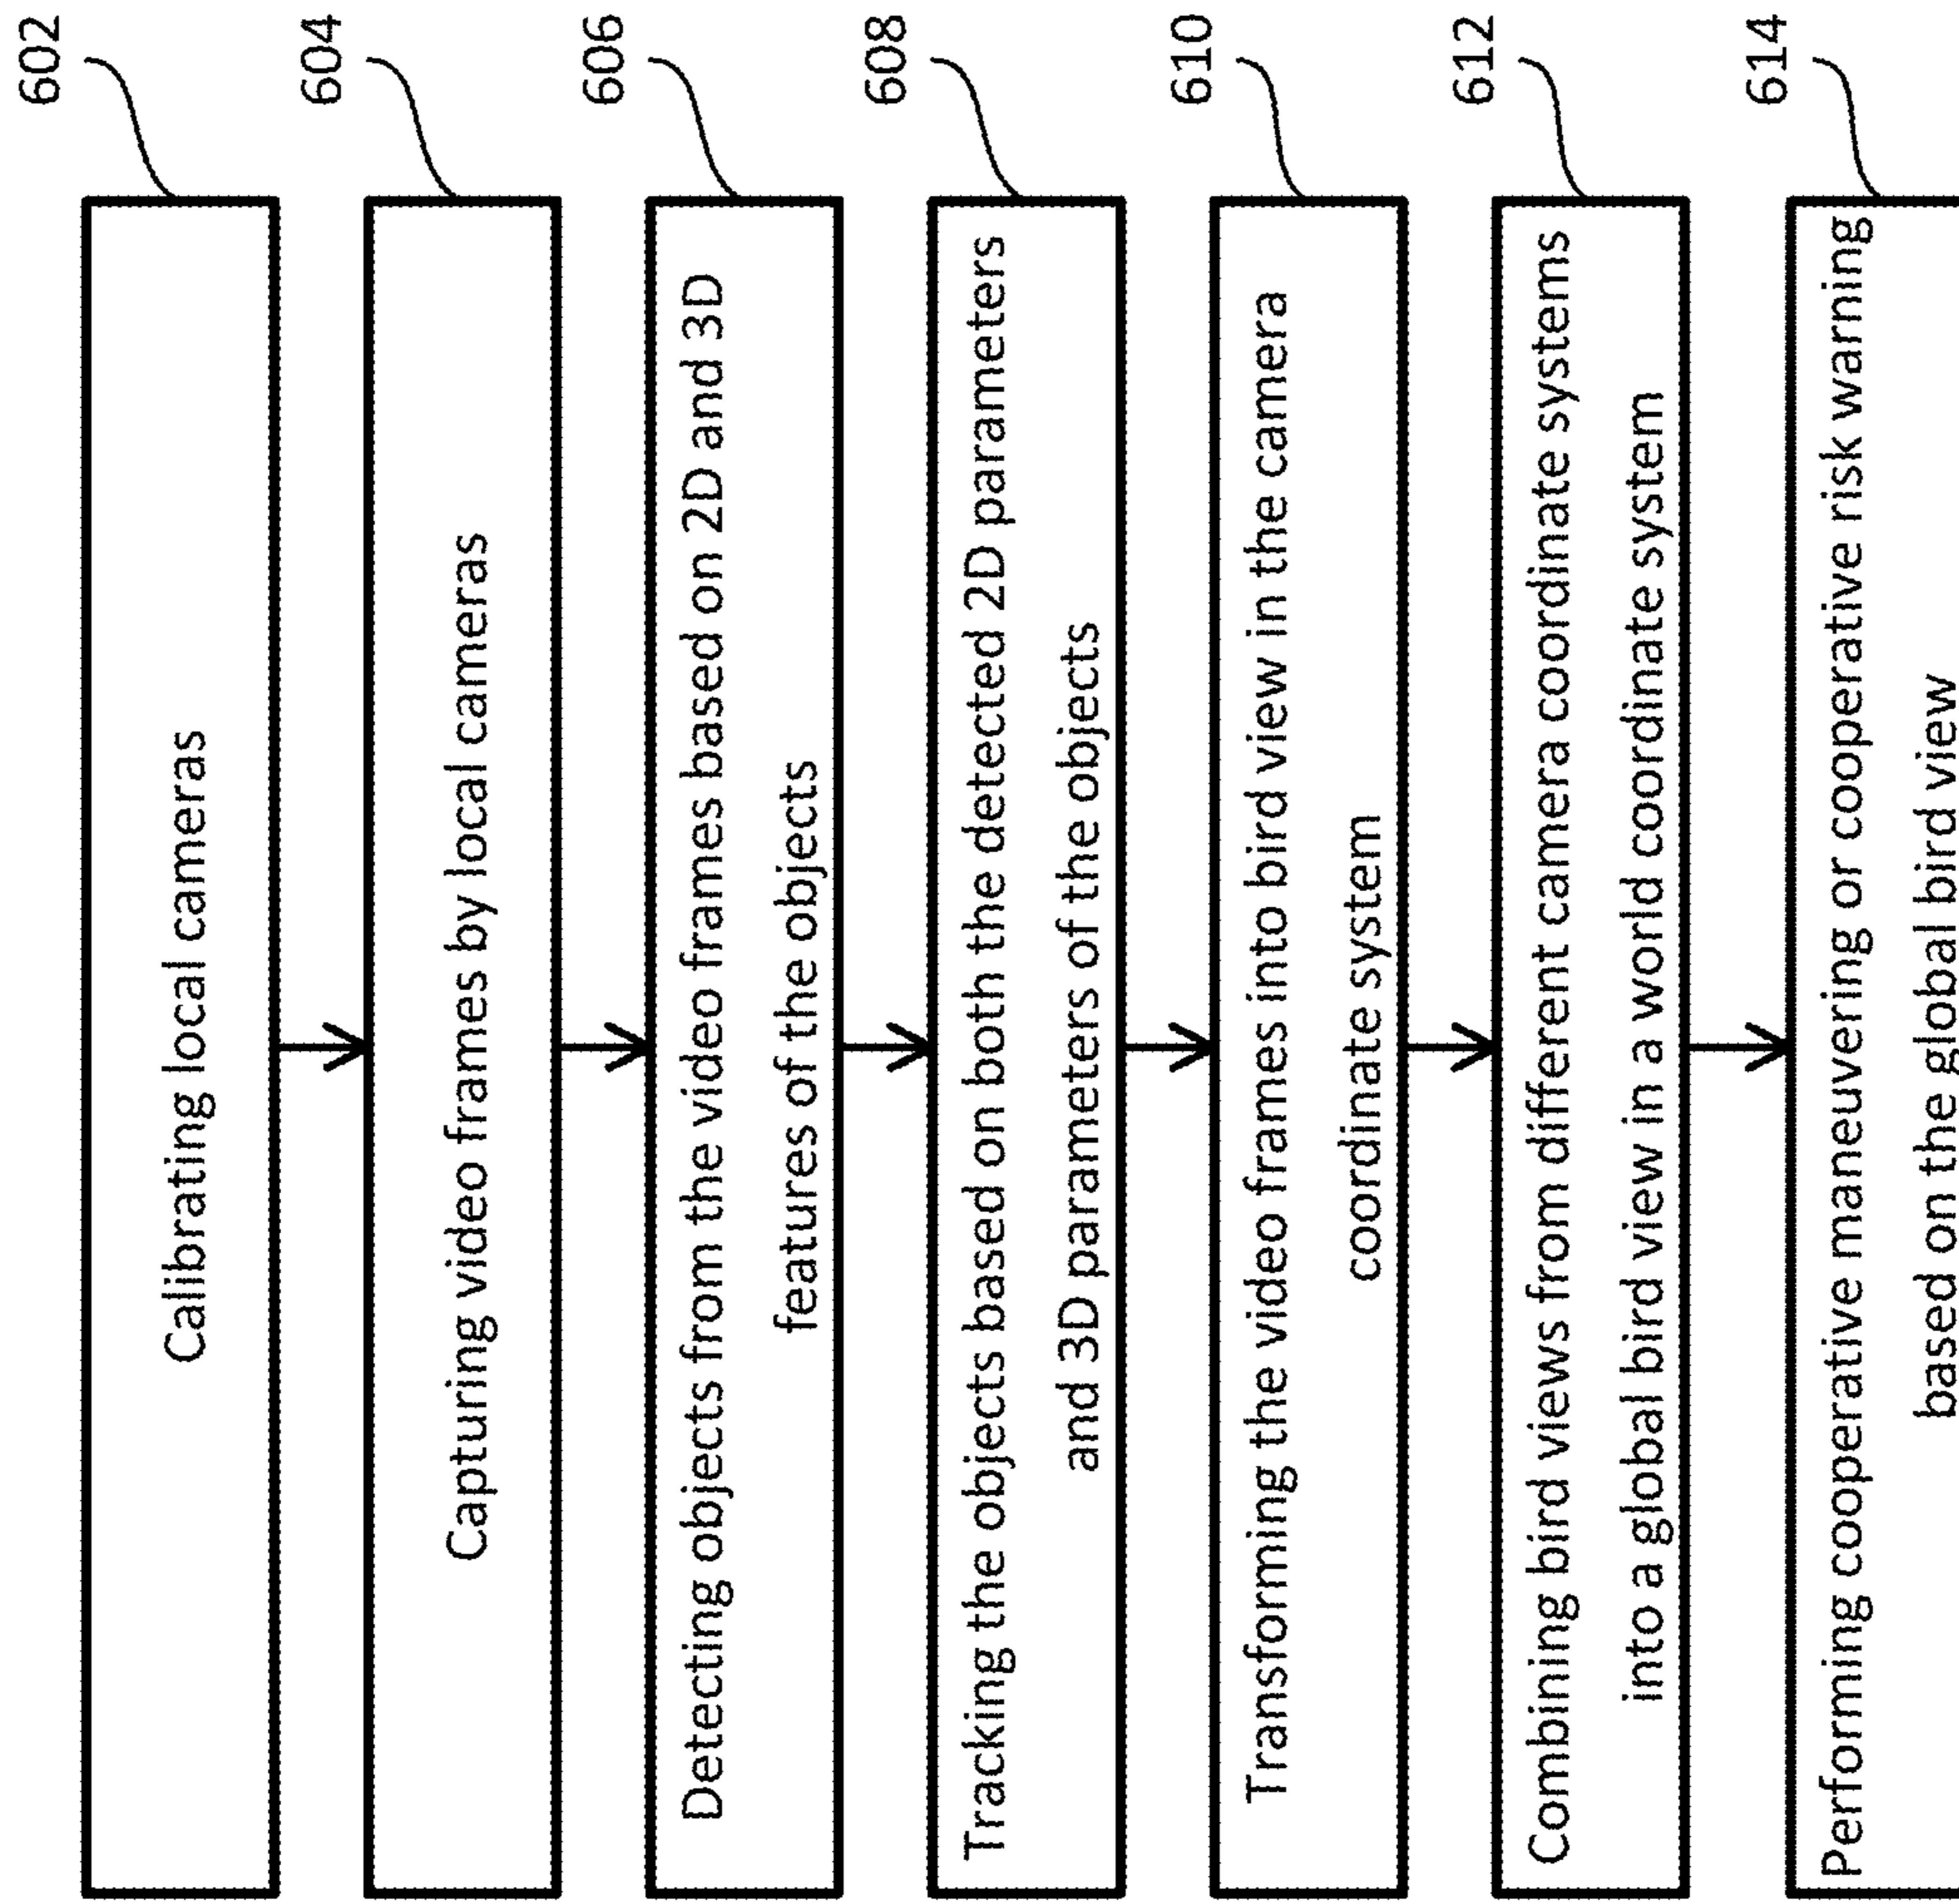 602
Calibrating local cameras
604
Capturing video frames by local cameras
606
Detecting objects from the video frames based on 2D and 3D
features of the objects
608
Tracking the objects based on both the detected 2D parameters
and 3D parameters of the objects
610
Transforming the video frames into bird view in the camera
coordinate system
612
Combining bird views from different camera coordinate systems
into a global bird view in a world coordinate system
614
Performing cooperative maneuvering or cooperative risk warning
based on the global bird view